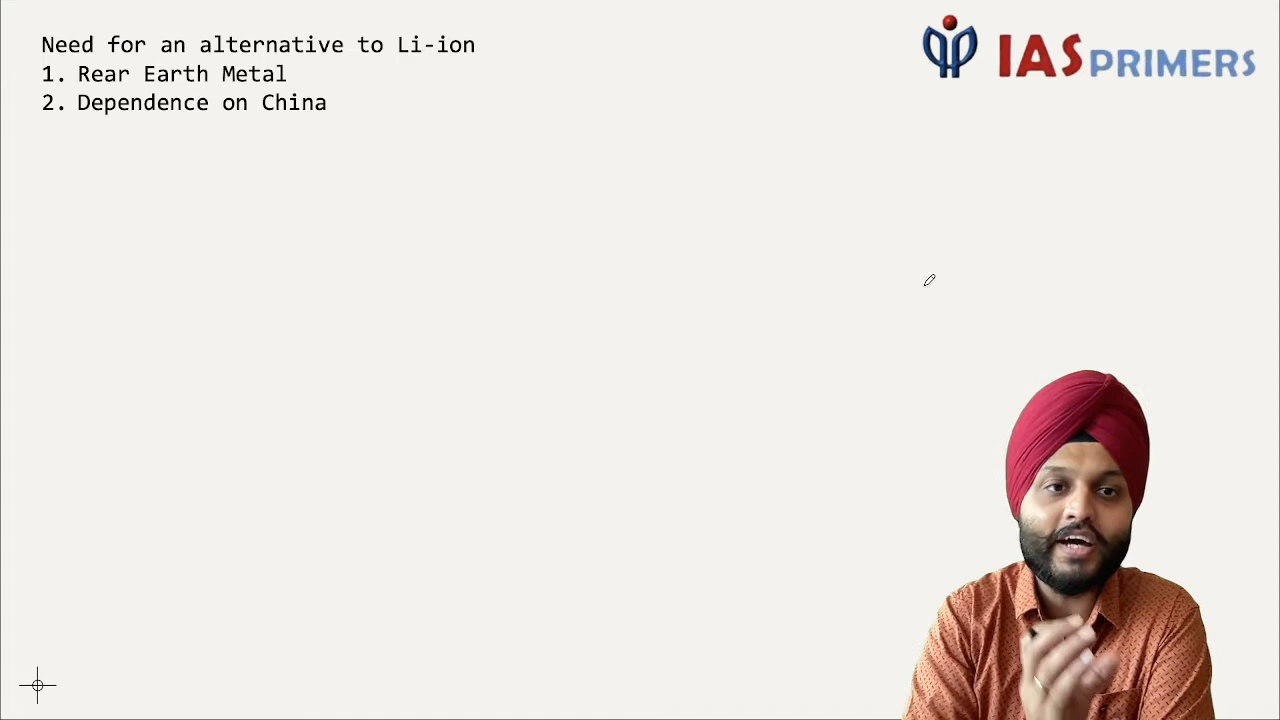 Need for an alternative to Li-ion
1. Rear Earth Metal
2. Dependence on China
IAS PRIMERS